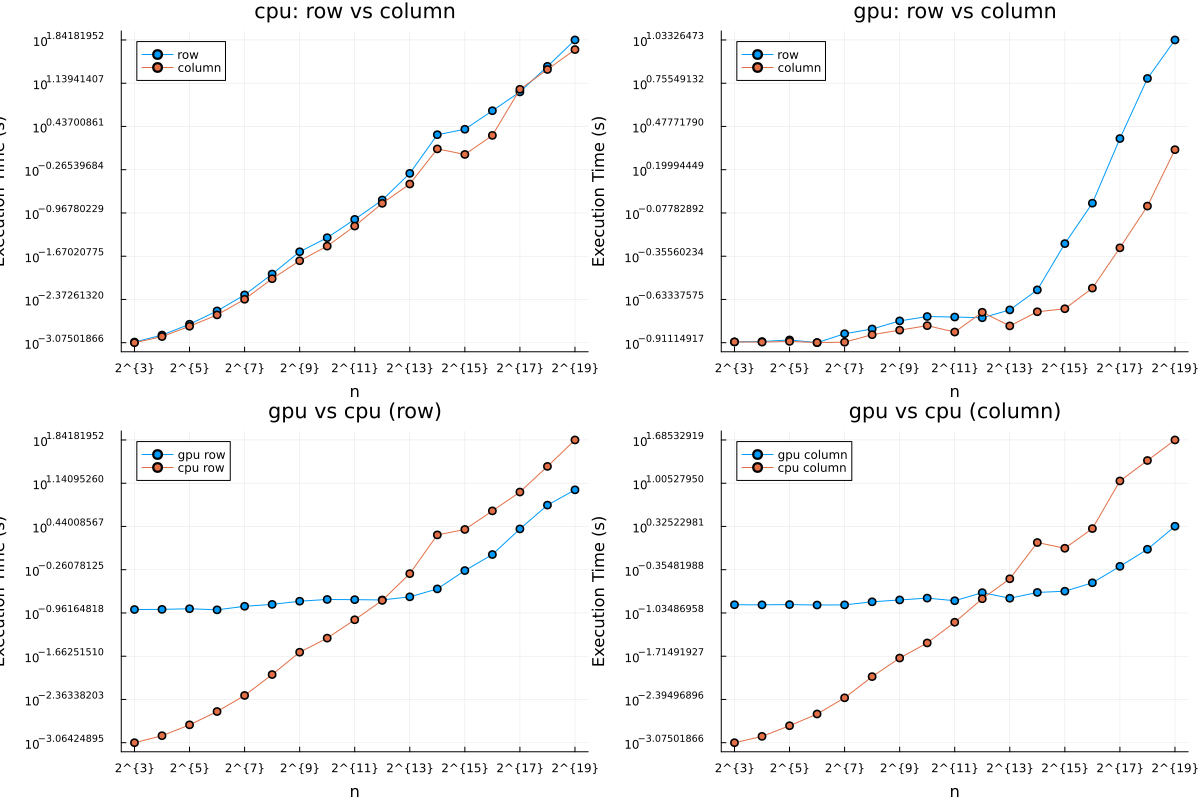 cpu: row vs column
Execution Time (s)
10^1.84181952
10^1.13941407
10^0.43700861
10^−0.26539684
10^−0.96780229
10^−1.67020775
10^−2.37261320
10^−3.07501866
row
column
2^{3} 2^{5} 2^{7} 2^{9} 2^{11} 2^{13} 2^{15} 2^{17} 2^{19}
n
gpu: row vs column
Execution Time (s)
10^1.03326473
10^0.75549132
10^0.47771790
10^0.19994449
10^−0.07782892
10^−0.35560234
10^−0.63337575
10^−0.91114917
row
column
2^{3} 2^{5} 2^{7} 2^{9} 2^{11} 2^{13} 2^{15} 2^{17} 2^{19}
n
gpu vs cpu (row)
Execution Time (s)
10^1.84181952
10^1.14095260
10^0.44008567
10^−0.26078125
10^−0.96164818
10^−1.66251510
10^−2.36338203
10^−3.06424895
gpu row
cpu row
2^{3} 2^{5} 2^{7} 2^{9} 2^{11} 2^{13} 2^{15} 2^{17} 2^{19}
n
gpu vs cpu (column)
Execution Time (s)
10^1.68532919
10^1.00527950
10^0.32522981
10^−0.35481988
10^−1.03486958
10^−1.71491927
10^−2.39496896
10^−3.07501866
gpu column
cpu column
2^{3} 2^{5} 2^{7} 2^{9} 2^{11} 2^{13} 2^{15} 2^{17} 2^{19}
n